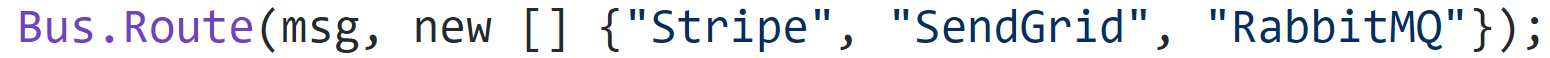 Bus.Route(msg, new [] {"Stripe", "SendGrid", "RabbitMQ"});